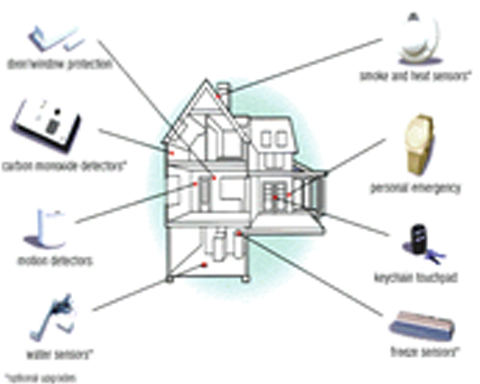 door/window protection
smoke and heat sensors*
carbon monoxide detectors*
personal emergency
motion detectors
keychain touchpad
water sensors*
freeze sensors*
*optional upgrades